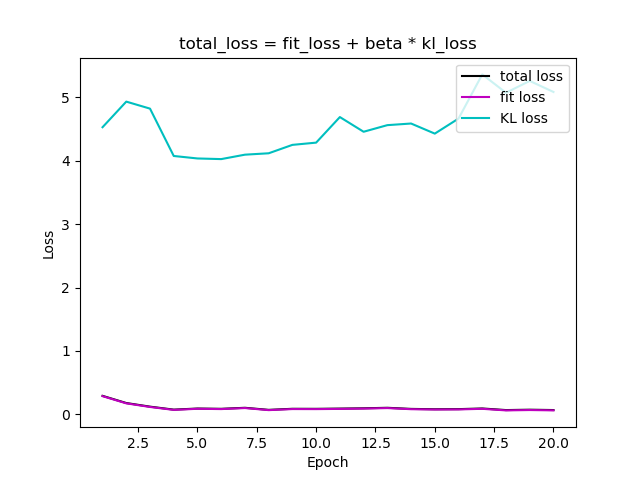 total_loss = fit_loss + beta * kl_loss
total loss
fit loss
KL loss
5
4
3
2
1
0
Loss
2.5 5.0 7.5 10.0 12.5 15.0 17.5 20.0
Epoch